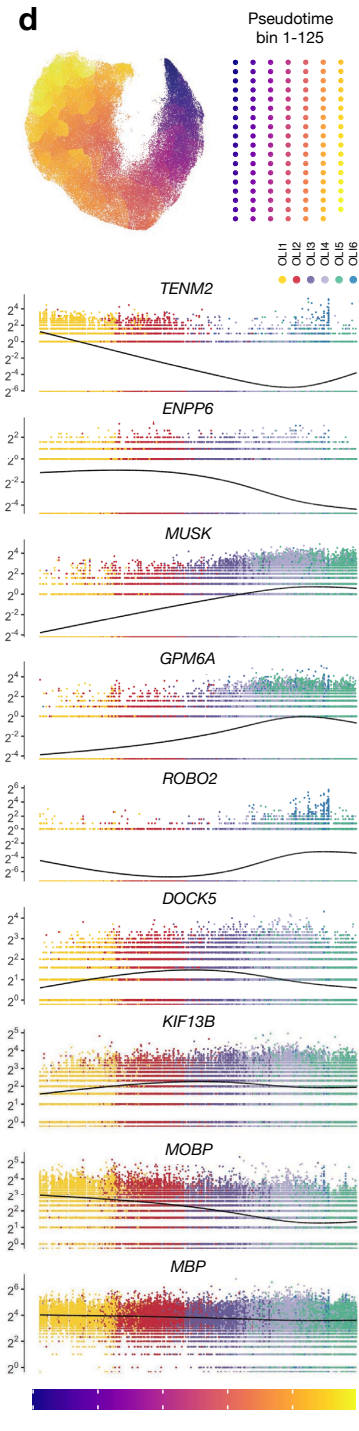 d
Pseudotime
bin 1-125
OLI1
OLI2
OLI3
OLI4
OLI5
OLI6
TENM2
2^4
2^2
2^0
2^-2
2^-4
2^-6
ENPP6
2^2
2^0
2^-2
2^-4
MUSK
2^4
2^2
2^0
2^-2
2^-4
GPM6A
2^4
2^2
2^0
2^-2
2^-4
ROBO2
2^6
2^4
2^2
2^0
2^-2
2^-4
2^-6
DOCK5
2^4
2^3
2^2
2^1
2^0
KIF13B
2^5
2^4
2^3
2^2
2^1
2^0
MOBP
2^5
2^4
2^3
2^2
2^1
2^0
MBP
2^6
2^4
2^2
2^0